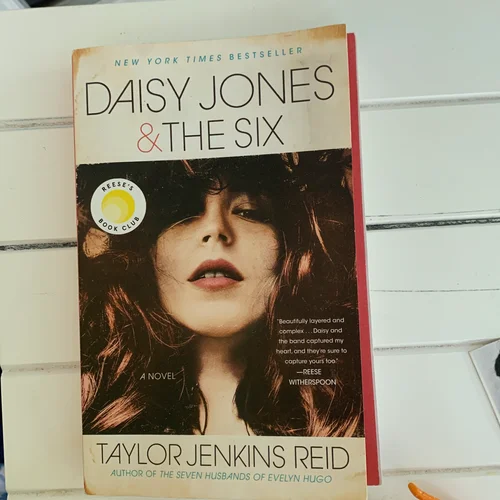 NEW YORK TIMES BESTSELLER
DAISY JONES
& THE SIX
REESE'S
BOOK CLUB
"Beautifully layered and
complex . . . Daisy and
the band captured my
heart, and they're sure to
capture yours too."
—REESE
WITHERSPOON
A NOVEL
TAYLOR JENKINS REID
AUTHOR OF THE SEVEN HUSBANDS OF EVELYN HUGO